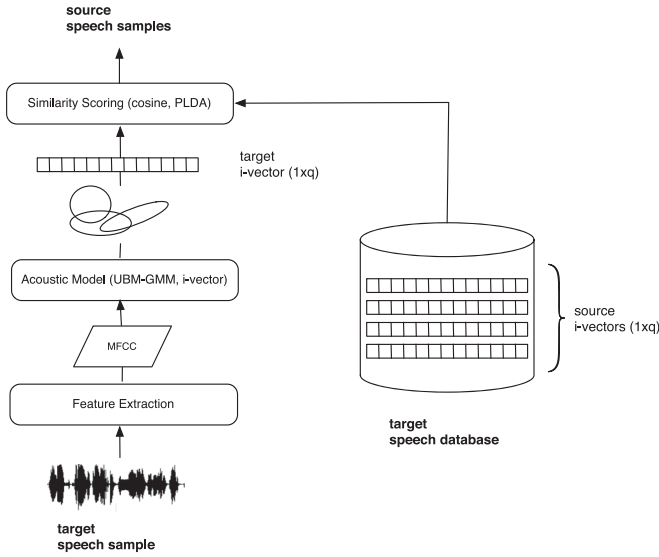 source
speech samples
Similarity Scoring (cosine, PLDA)
target
i-vector (1xq)
Acoustic Model (UBM-GMM, i-vector)
MFCC
Feature Extraction
target
speech sample
source
i-vectors (1xq)
target
speech database